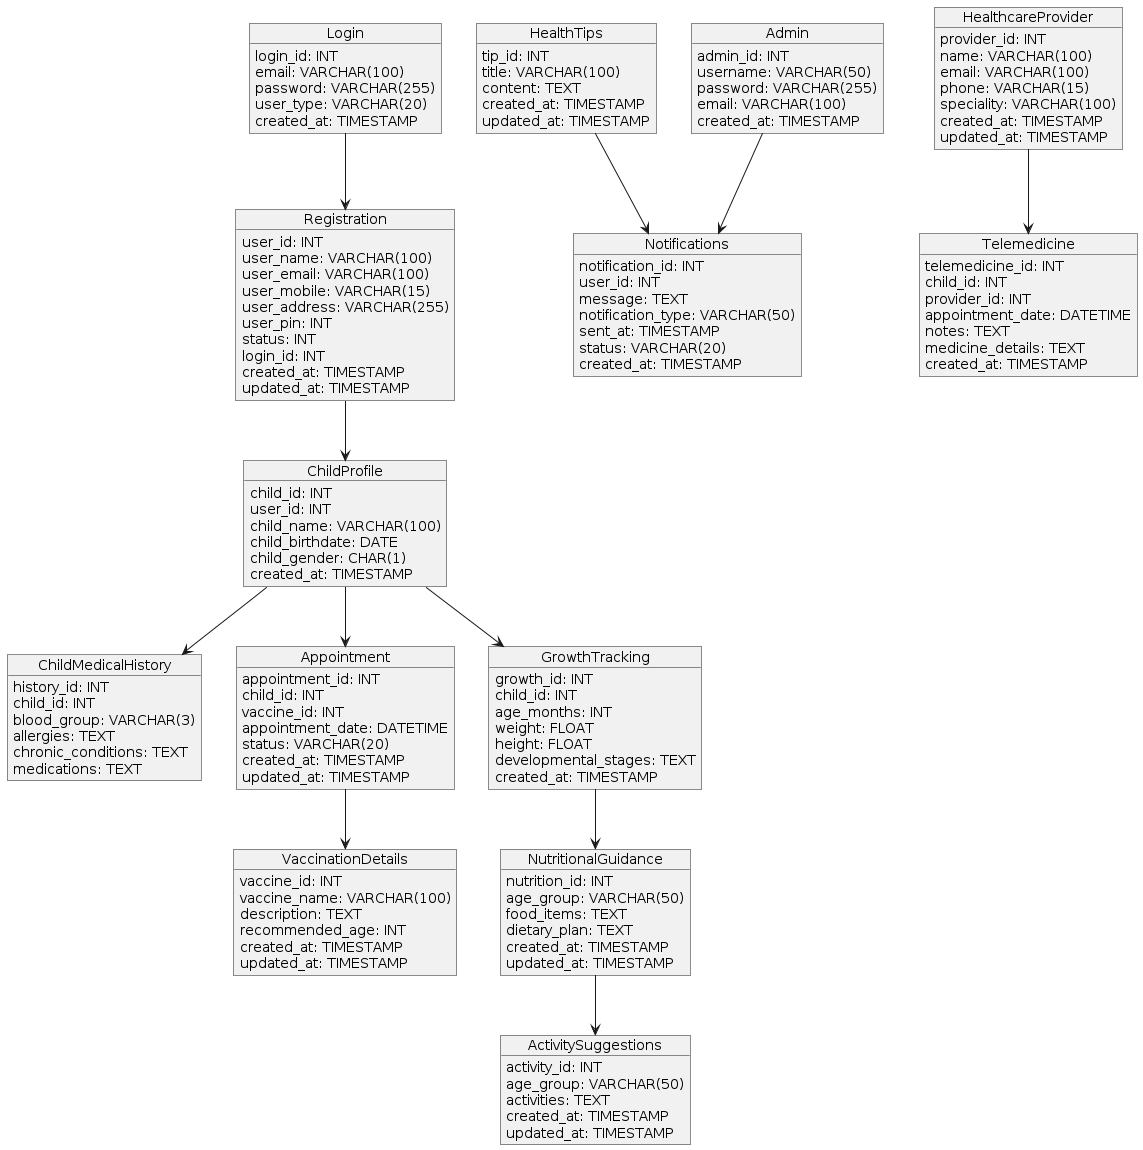 Login
login_id: INT
email: VARCHAR(100)
password: VARCHAR(255)
user_type: VARCHAR(20)
created_at: TIMESTAMP
HealthTips
tip_id: INT
title: VARCHAR(100)
content: TEXT
created_at: TIMESTAMP
updated_at: TIMESTAMP
Admin
admin_id: INT
username: VARCHAR(50)
password: VARCHAR(255)
email: VARCHAR(100)
created_at: TIMESTAMP
HealthcareProvider
provider_id: INT
name: VARCHAR(100)
email: VARCHAR(100)
phone: VARCHAR(15)
speciality: VARCHAR(100)
created_at: TIMESTAMP
updated_at: TIMESTAMP
Registration
user_id: INT
user_name: VARCHAR(100)
user_email: VARCHAR(100)
user_mobile: VARCHAR(15)
user_address: VARCHAR(255)
user_pin: INT
status: INT
login_id: INT
created_at: TIMESTAMP
updated_at: TIMESTAMP
Notifications
notification_id: INT
user_id: INT
message: TEXT
notification_type: VARCHAR(50)
sent_at: TIMESTAMP
status: VARCHAR(20)
created_at: TIMESTAMP
Telemedicine
telemedicine_id: INT
child_id: INT
provider_id: INT
appointment_date: DATETIME
notes: TEXT
medicine_details: TEXT
created_at: TIMESTAMP
ChildProfile
child_id: INT
user_id: INT
child_name: VARCHAR(100)
child_birthdate: DATE
child_gender: CHAR(1)
created_at: TIMESTAMP
ChildMedicalHistory
history_id: INT
child_id: INT
blood_group: VARCHAR(3)
allergies: TEXT
chronic_conditions: TEXT
medications: TEXT
Appointment
appointment_id: INT
child_id: INT
vaccine_id: INT
appointment_date: DATETIME
status: VARCHAR(20)
created_at: TIMESTAMP
updated_at: TIMESTAMP
GrowthTracking
growth_id: INT
child_id: INT
age_months: INT
weight: FLOAT
height: FLOAT
developmental_stages: TEXT
created_at: TIMESTAMP
VaccinationDetails
vaccine_id: INT
vaccine_name: VARCHAR(100)
description: TEXT
recommended_age: INT
created_at: TIMESTAMP
updated_at: TIMESTAMP
NutritionalGuidance
nutrition_id: INT
age_group: VARCHAR(50)
food_items: TEXT
dietary_plan: TEXT
created_at: TIMESTAMP
updated_at: TIMESTAMP
ActivitySuggestions
activity_id: INT
age_group: VARCHAR(50)
activities: TEXT
created_at: TIMESTAMP
updated_at: TIMESTAMP